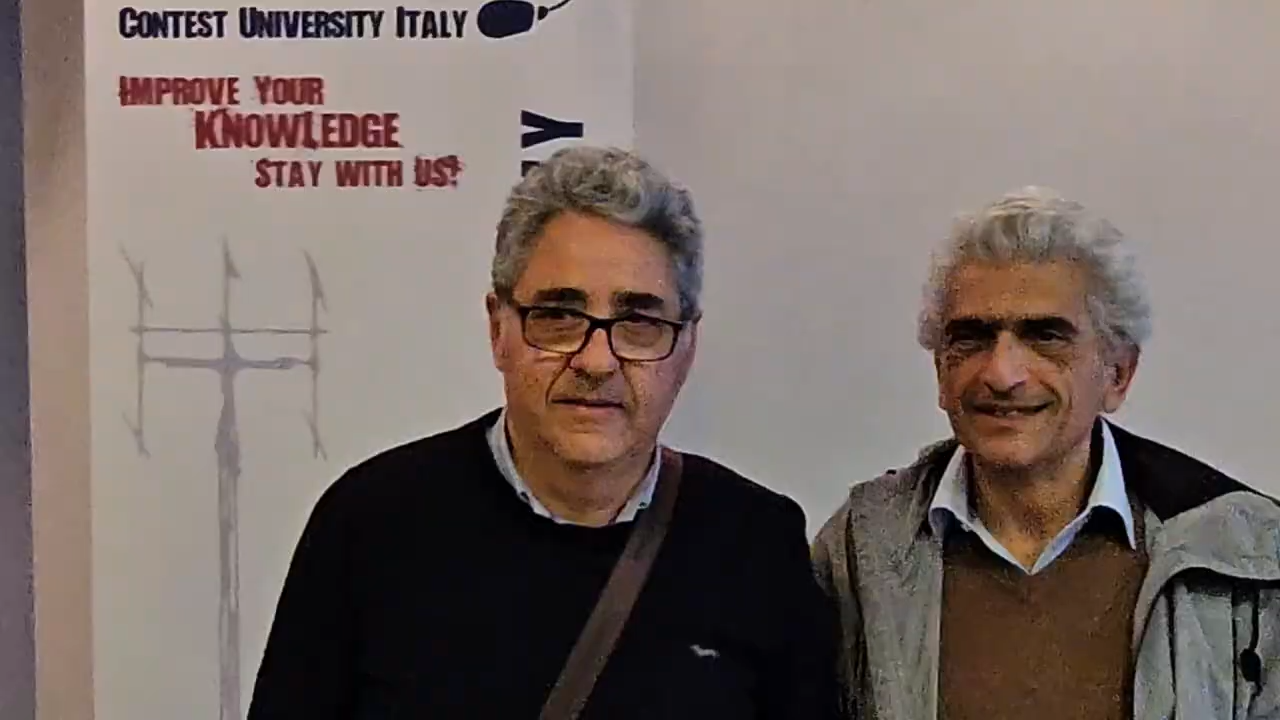 CONTEST UNIVERSITY ITALY
IMPROVE YOUR
KNOWLEDGE
STAY WITH US!